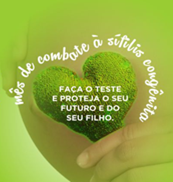 mês de combate à sífilis congênita
FAÇA O TESTE
E PROTEJA O SEU
FUTURO E DO
SEU FILHO.